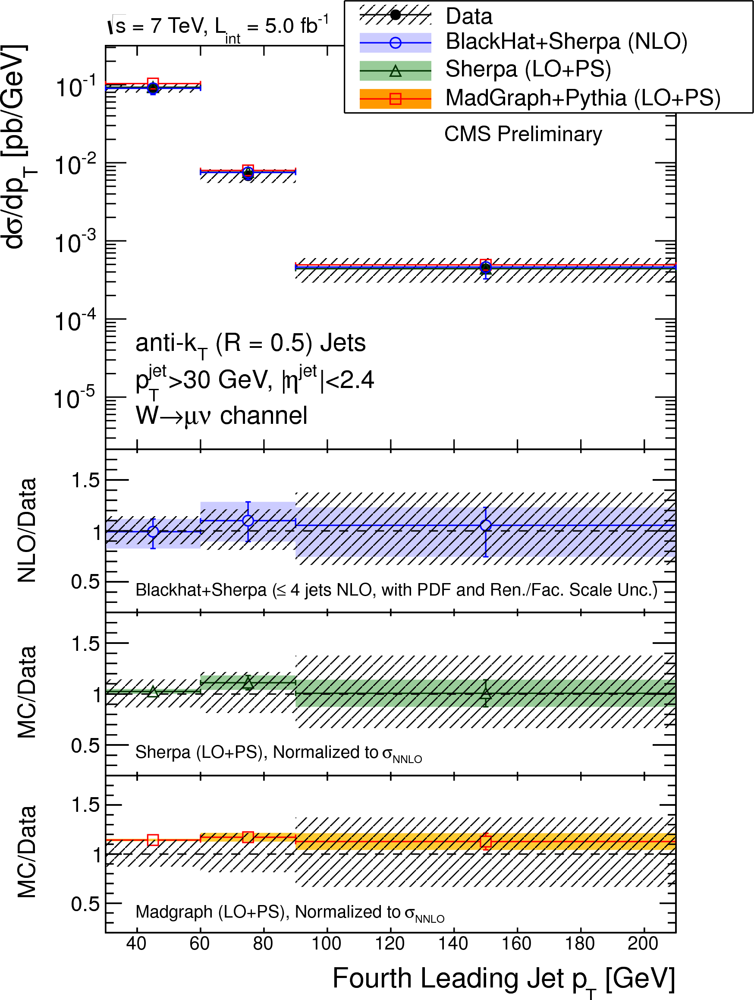 √s = 7 TeV, L_int = 5.0 fb^-1
Data
BlackHat+Sherpa (NLO)
Sherpa (LO+PS)
MadGraph+Pythia (LO+PS)
CMS Preliminary
dσ/dp_T [pb/GeV]
10^-1
10^-2
10^-3
10^-4
10^-5
anti-k_T (R = 0.5) Jets
p_T^jet>30 GeV, |η^jet|<2.4
W→μν channel
NLO/Data
1.5
1
0.5
Blackhat+Sherpa (≤ 4 jets NLO, with PDF and Ren./Fac. Scale Unc.)
MC/Data
1.5
1
0.5
Sherpa (LO+PS), Normalized to σ_NNLO
MC/Data
1.5
1
0.5
Madgraph (LO+PS), Normalized to σ_NNLO
40 60 80 100 120 140 160 180 200
Fourth Leading Jet p_T [GeV]